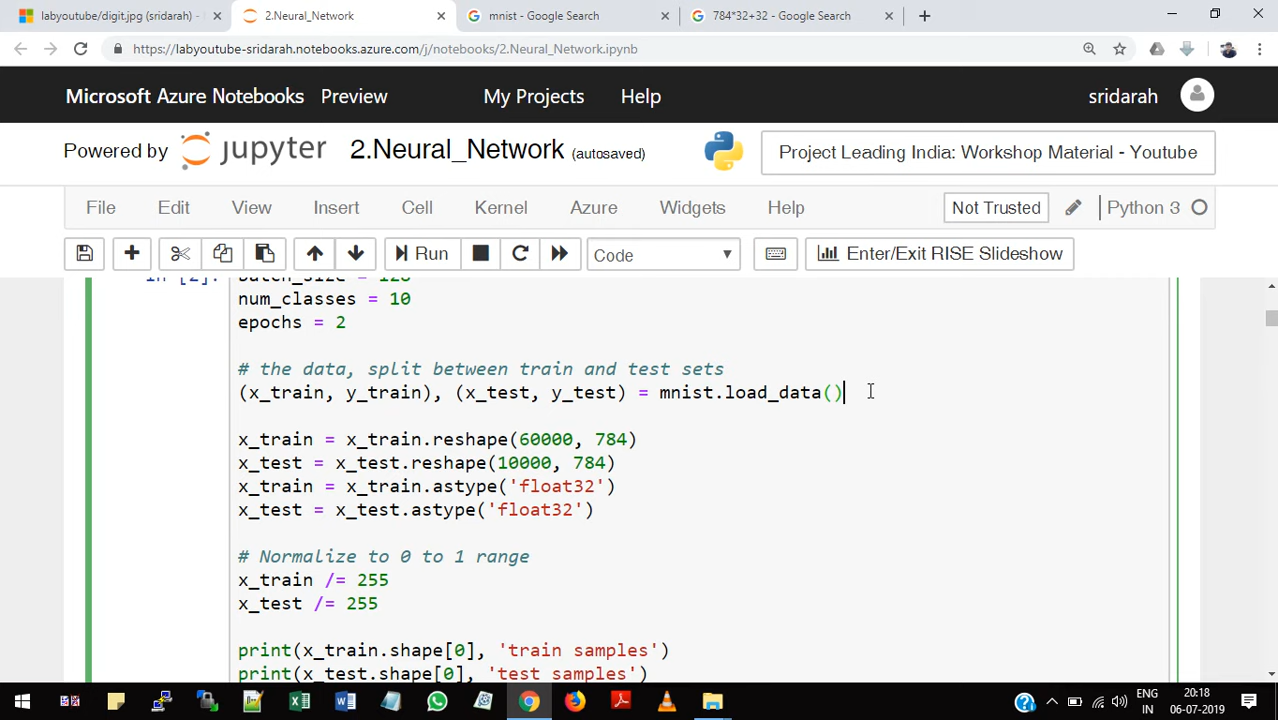 labyoutube/digit.jpg (sridarah) -
2.Neural_Network
mnist - Google Search
784*32+32 - Google Search
https://labyoutube-sridarah.notebooks.azure.com/j/notebooks/2.Neural_Network.ipynb
Microsoft Azure Notebooks Preview My Projects Help sridarah
Powered by jupyter 2.Neural_Network (autosaved) Project Leading India: Workshop Material - Youtube
File Edit View Insert Cell Kernel Azure Widgets Help Not Trusted Python 3
Run Code Enter/Exit RISE Slideshow
In [2]: batch_size = 128
num_classes = 10
epochs = 2
# the data, split between train and test sets
(x_train, y_train), (x_test, y_test) = mnist.load_data()
x_train = x_train.reshape(60000, 784)
x_test = x_test.reshape(10000, 784)
x_train = x_train.astype('float32')
x_test = x_test.astype('float32')
# Normalize to 0 to 1 range
x_train /= 255
x_test /= 255
print(x_train.shape[0], 'train samples')
print(x_test.shape[0], 'test samples')
ENG 20:18
IN 06-07-2019